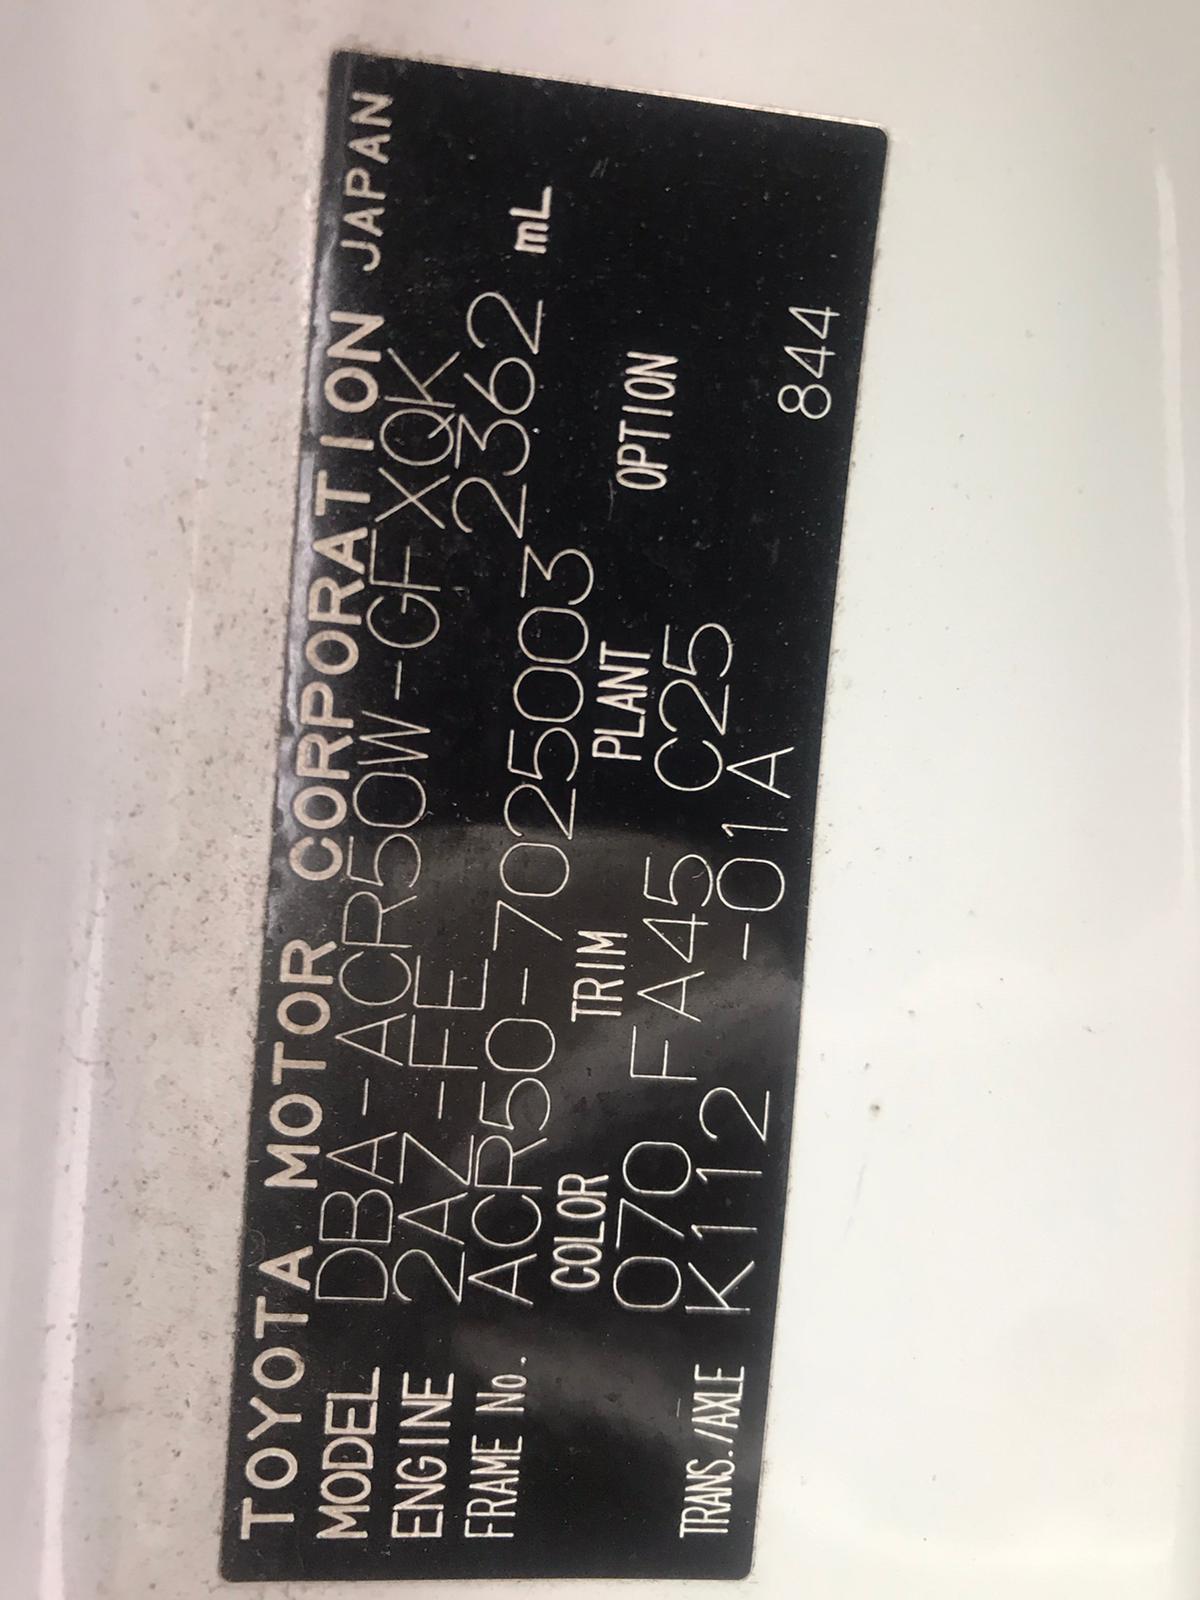 TOYOTA MOTOR CORPORATION JAPAN
MODEL DBA-ACR50W-GFXQK
ENGINE 2AZ-FE 2362 mL
FRAME No. ACR50-7025003
COLOR TRIM PLANT OPTION
070 FA45 C25
TRANS./AXLE K112 -01A 844